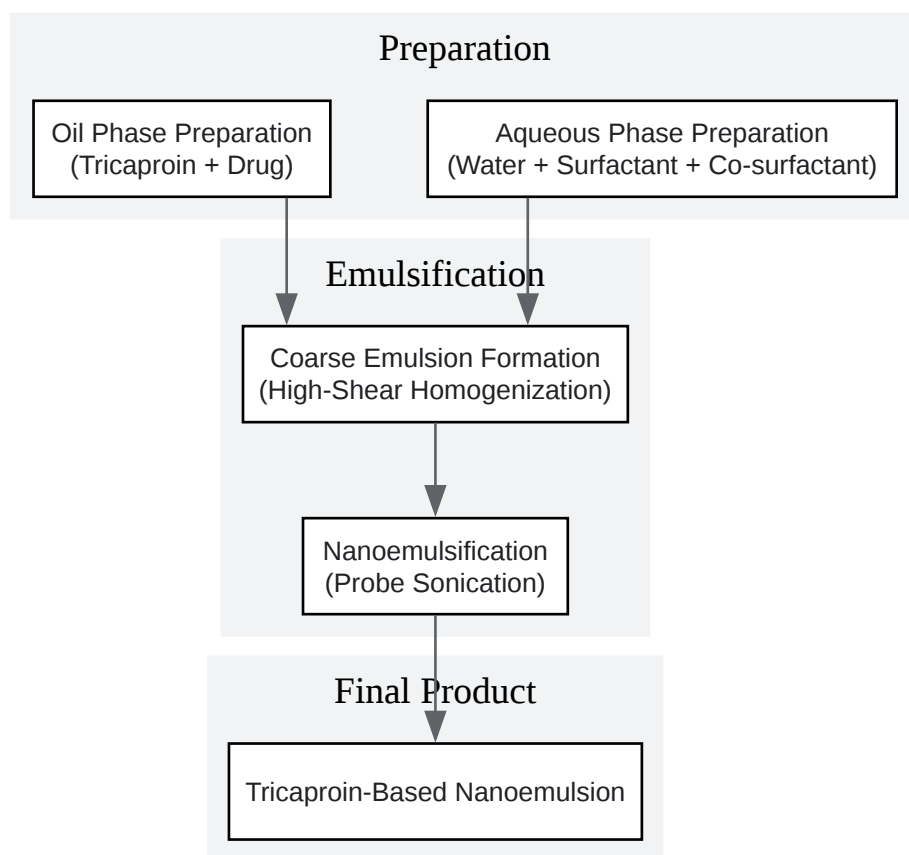 Preparation
Oil Phase Preparation
(Tricaproin + Drug)
Aqueous Phase Preparation
(Water + Surfactant + Co-surfactant)
Emulsification
Coarse Emulsion Formation
(High-Shear Homogenization)
Nanoemulsification
(Probe Sonication)
Final Product
Tricaproin-Based Nanoemulsion